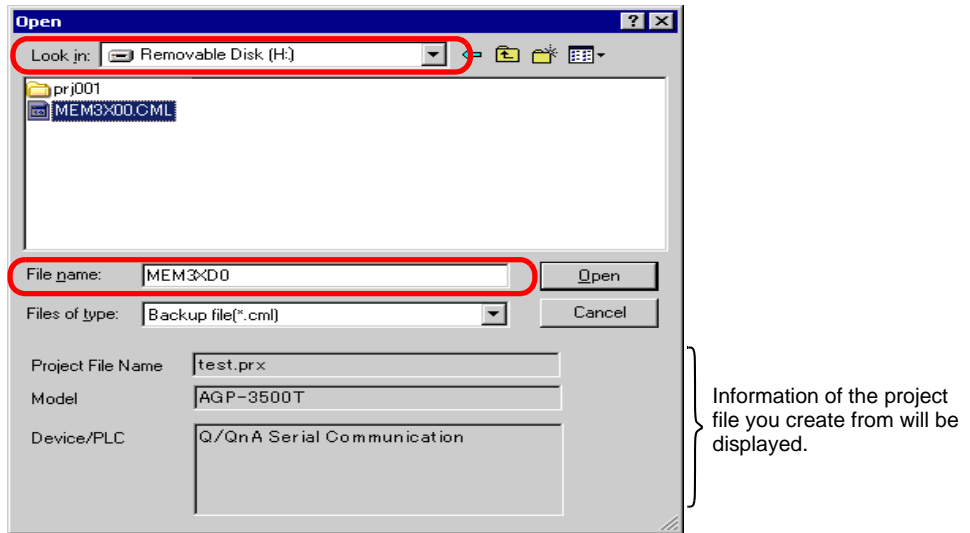 Open
Look in: Removable Disk (H:)
prj001
MEM3X00.CML
File name: MEM3XD0 Open
Files of type: Backup file(*.cml) Cancel
Project File Name test.prx
Model AGP-3500T
Device/PLC Q/QnA Serial Communication
Information of the project
file you create from will be
displayed.